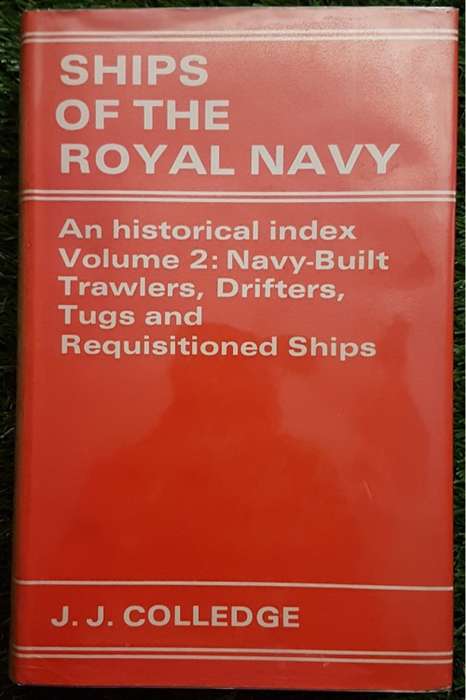 SHIPS
OF THE
ROYAL NAVY
An historical index
Volume 2: Navy-Built
Trawlers, Drifters,
Tugs and
Requisitioned Ships
J. J. COLLEDGE